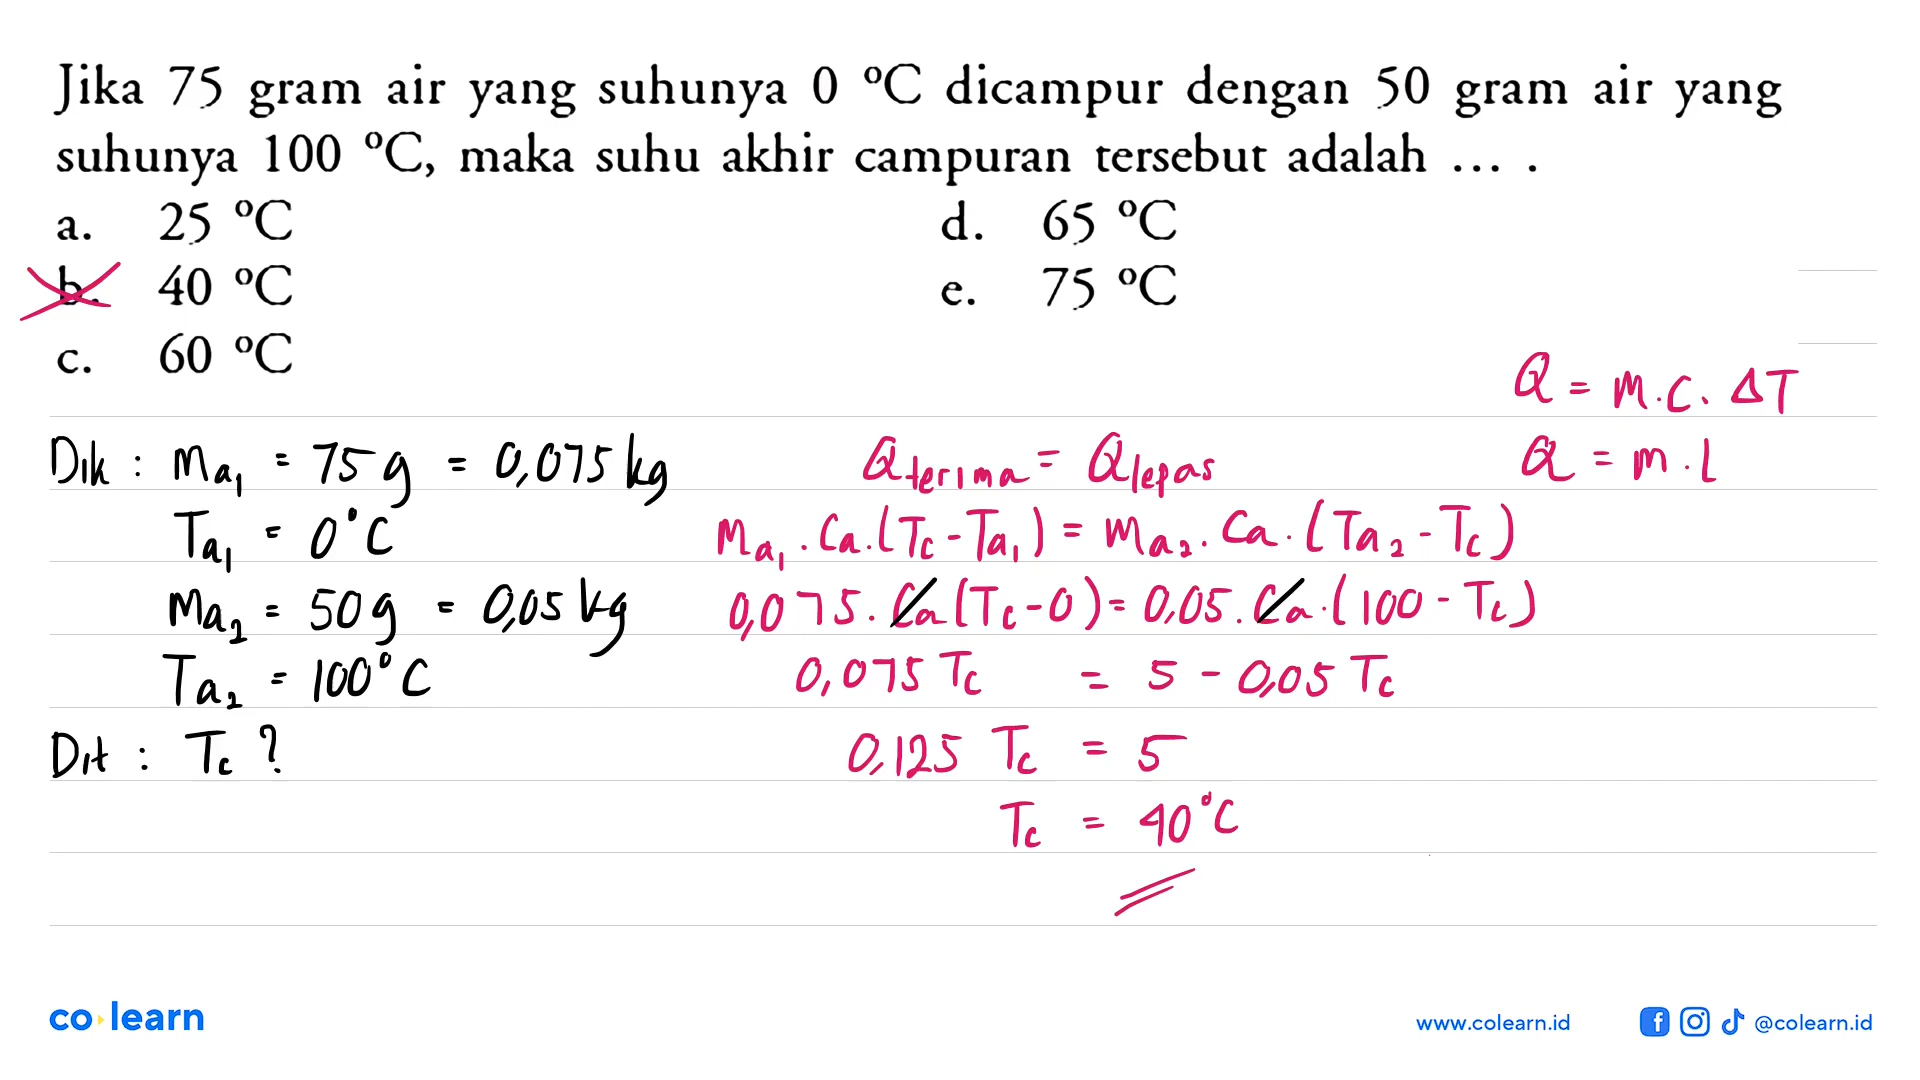 Jika 75 gram air yang suhunya 0 °C dicampur dengan 50 gram air yang
suhunya 100 °C, maka suhu akhir campuran tersebut adalah ... .
a. 25 °C
b. 40 °C
c. 60 °C
d. 65 °C
e. 75 °C
Q = m.c. ΔT
Q = m.L
Dik : Ma₁ = 75 g = 0,075 kg
Ta₁ = 0°C
Ma₂ = 50 g = 0,05 kg
Ta₂ = 100°C
Dit : Tc ?
Qterima = Qlepas
Ma₁ . Ca.(Tc - Ta₁) = Ma₂. Ca. (Ta₂ - Tc)
0,075. Ca (Tc - 0) = 0,05. Ca. (100 - Tc)
0,075 Tc = 5 - 0,05 Tc
0,125 Tc = 5
Tc = 40°C
co learn
www.colearn.id
@colearn.id